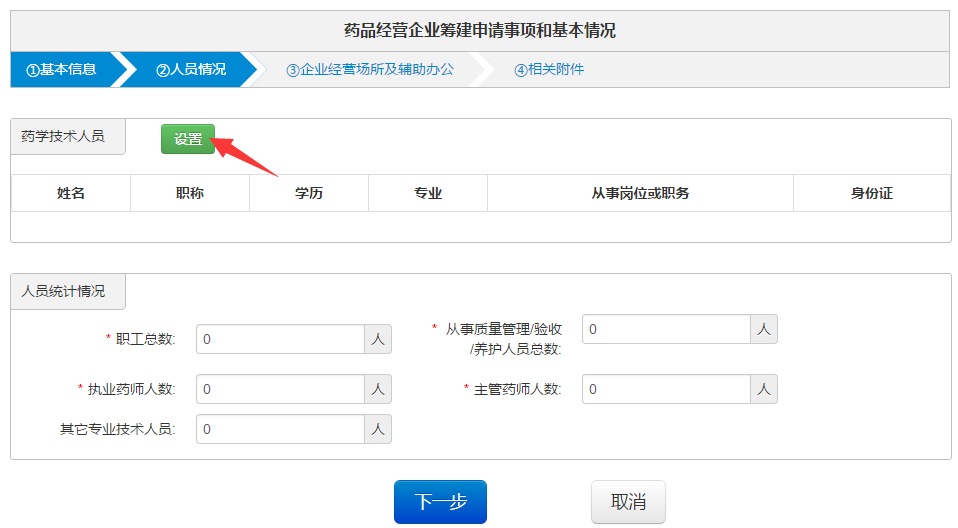 药品经营企业筹建申请事项和基本情况
①基本信息 ②人员情况 ③企业经营场所及辅助办公 ④相关附件
药学技术人员 设置
姓名 职称 学历 专业 从事岗位或职务 身份证
人员统计情况
* 职工总数: 0 人
* 从事质量管理/验收
/养护人员总数: 0 人
* 执业药师人数: 0 人 * 主管药师人数: 0 人
其它专业技术人员: 0 人
下一步 取消